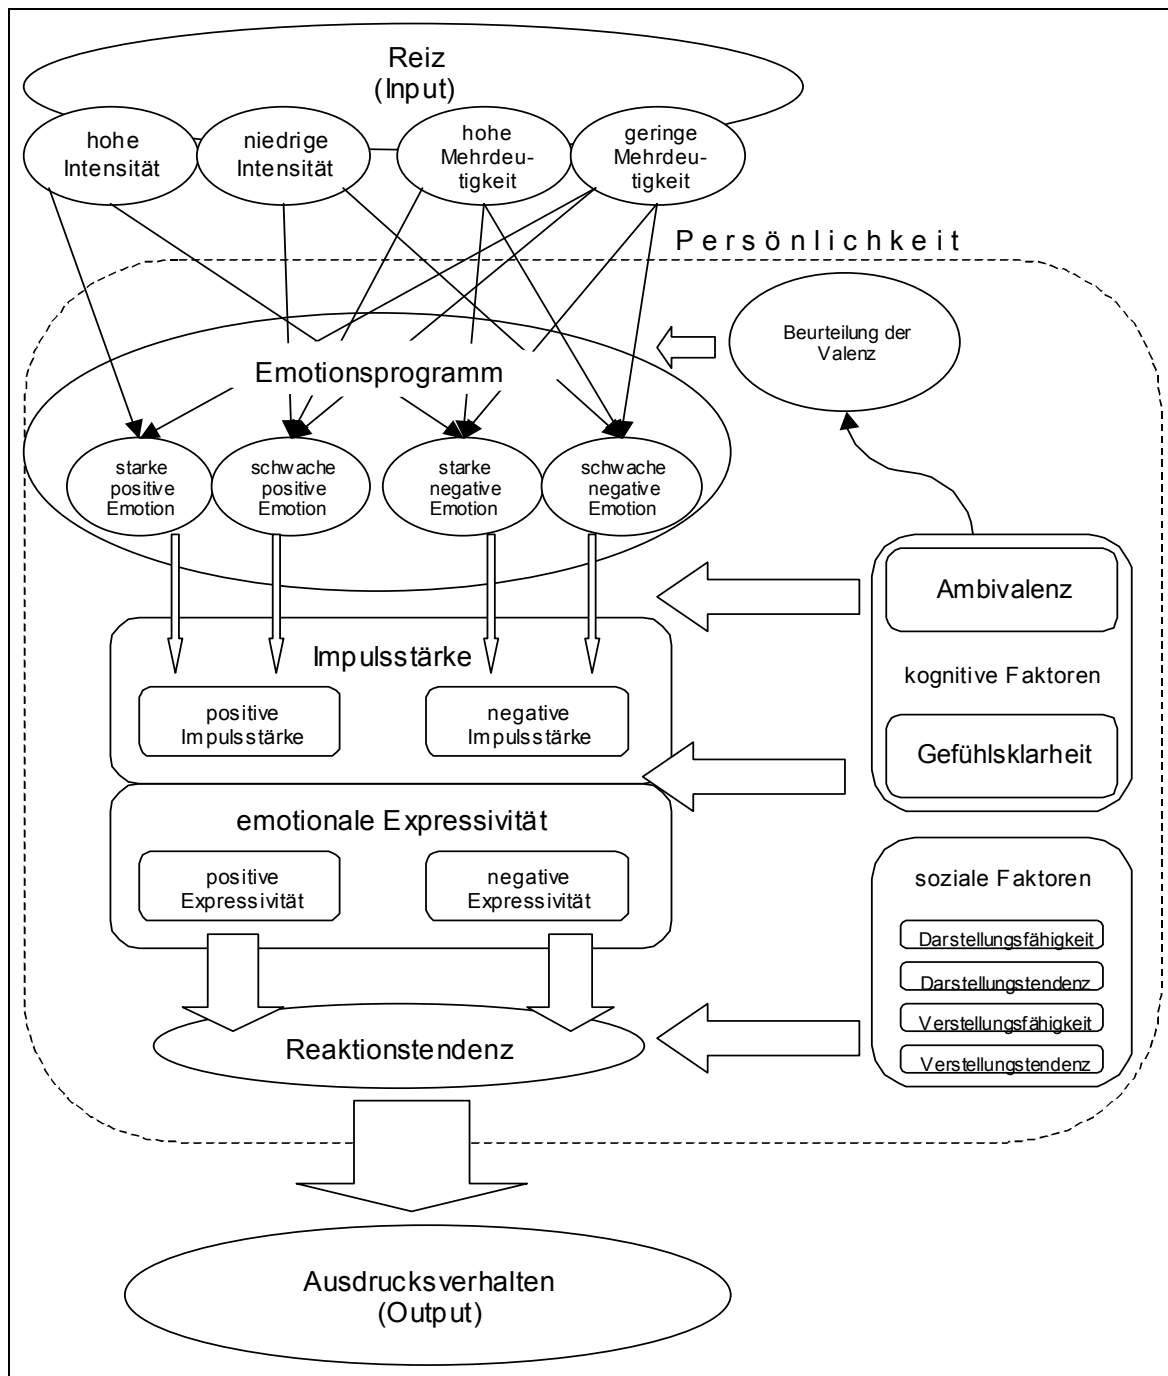 Reiz
(Input)
hohe
Intensität
niedrige
Intensität
hohe
Mehrdeu-
tigkeit
geringe
Mehrdeu-
tigkeit
Persönlichkeit
Beurteilung der
Valenz
Emotionsprogramm
starke
positive
Emotion
schwache
positive
Emotion
starke
negative
Emotion
schwache
negative
Emotion
Ambivalenz
kognitive Faktoren
Gefühlsklarheit
Impulsstärke
positive
Impulsstärke
negative
Impulsstärke
emotionale Expressivität
positive
Expressivität
negative
Expressivität
soziale Faktoren
Darstellungsfähigkeit
Darstellungstendenz
Verstellungsfähigkeit
Verstellungstendenz
Reaktionstendenz
Ausdrucksverhalten
(Output)